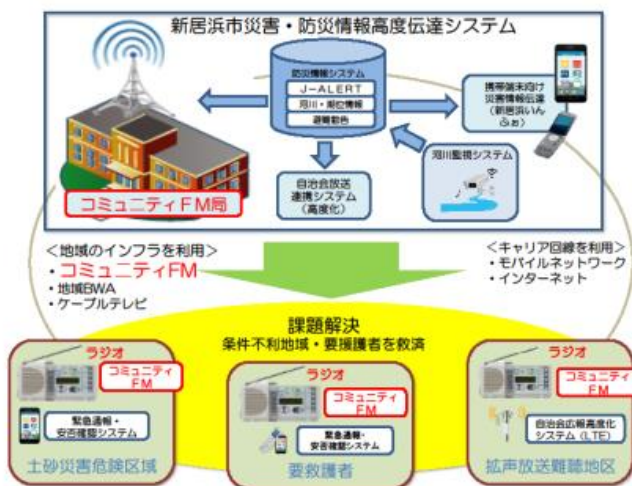 新居浜市災害・防災情報高度伝達システム
防災情報システム
J-ALERT
河川・潮位情報
避難勧告
携帯端末向け
災害情報伝達
(新居浜いん
ふぉ)
河川監視システム
自治会放送
連携システム
(高度化)
コミュニティFM局
<地域のインフラを利用>
・コミュニティFM
・地域BWA
・ケーブルテレビ
<キャリア回線を利用>
・モバイルネットワーク
・インターネット
課題解決
条件不利地域・要援護者を救済
ラジオ
コミュニティ
FM
緊急通報・
安否確認システム
土砂災害危険区域
ラジオ
コミュニティ
FM
緊急通報・
安否確認システム
要救護者
ラジオ
コミュニティ
FM
自治会広報高度化
システム(LTE)
拡声放送難聴地区